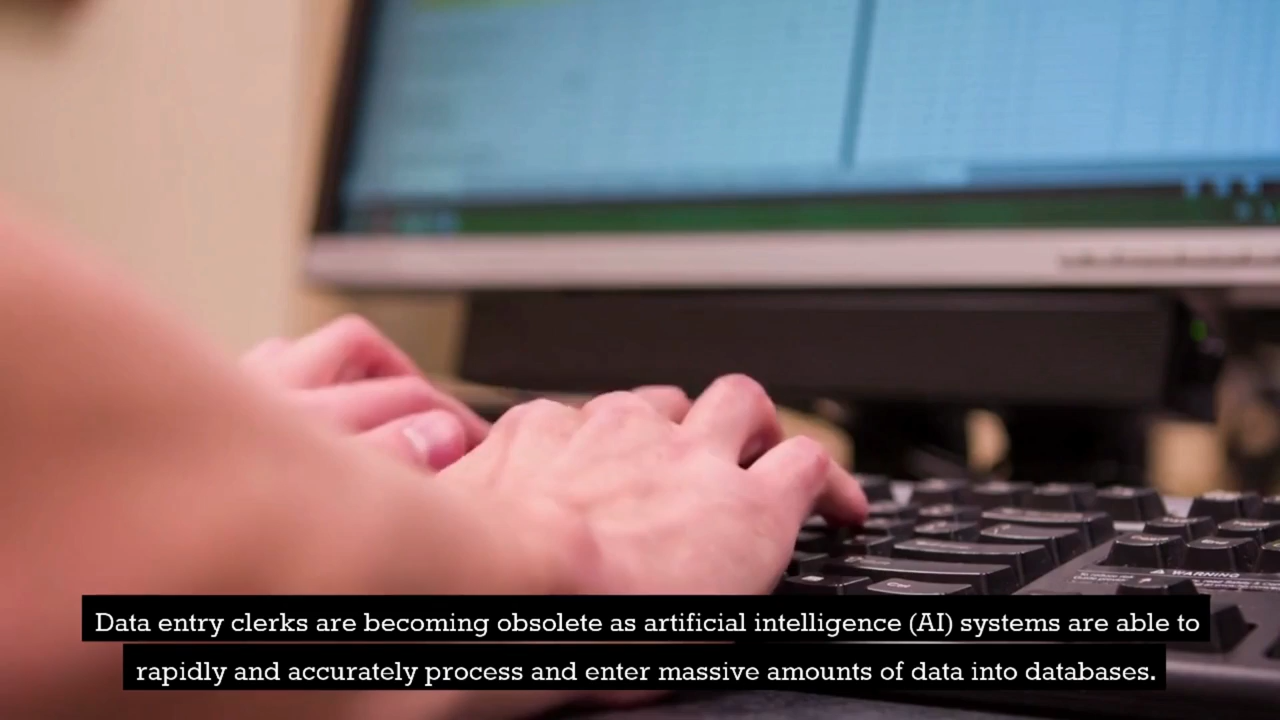 WARNING
Data entry clerks are becoming obsolete as artificial intelligence (AI) systems are able to
rapidly and accurately process and enter massive amounts of data into databases.